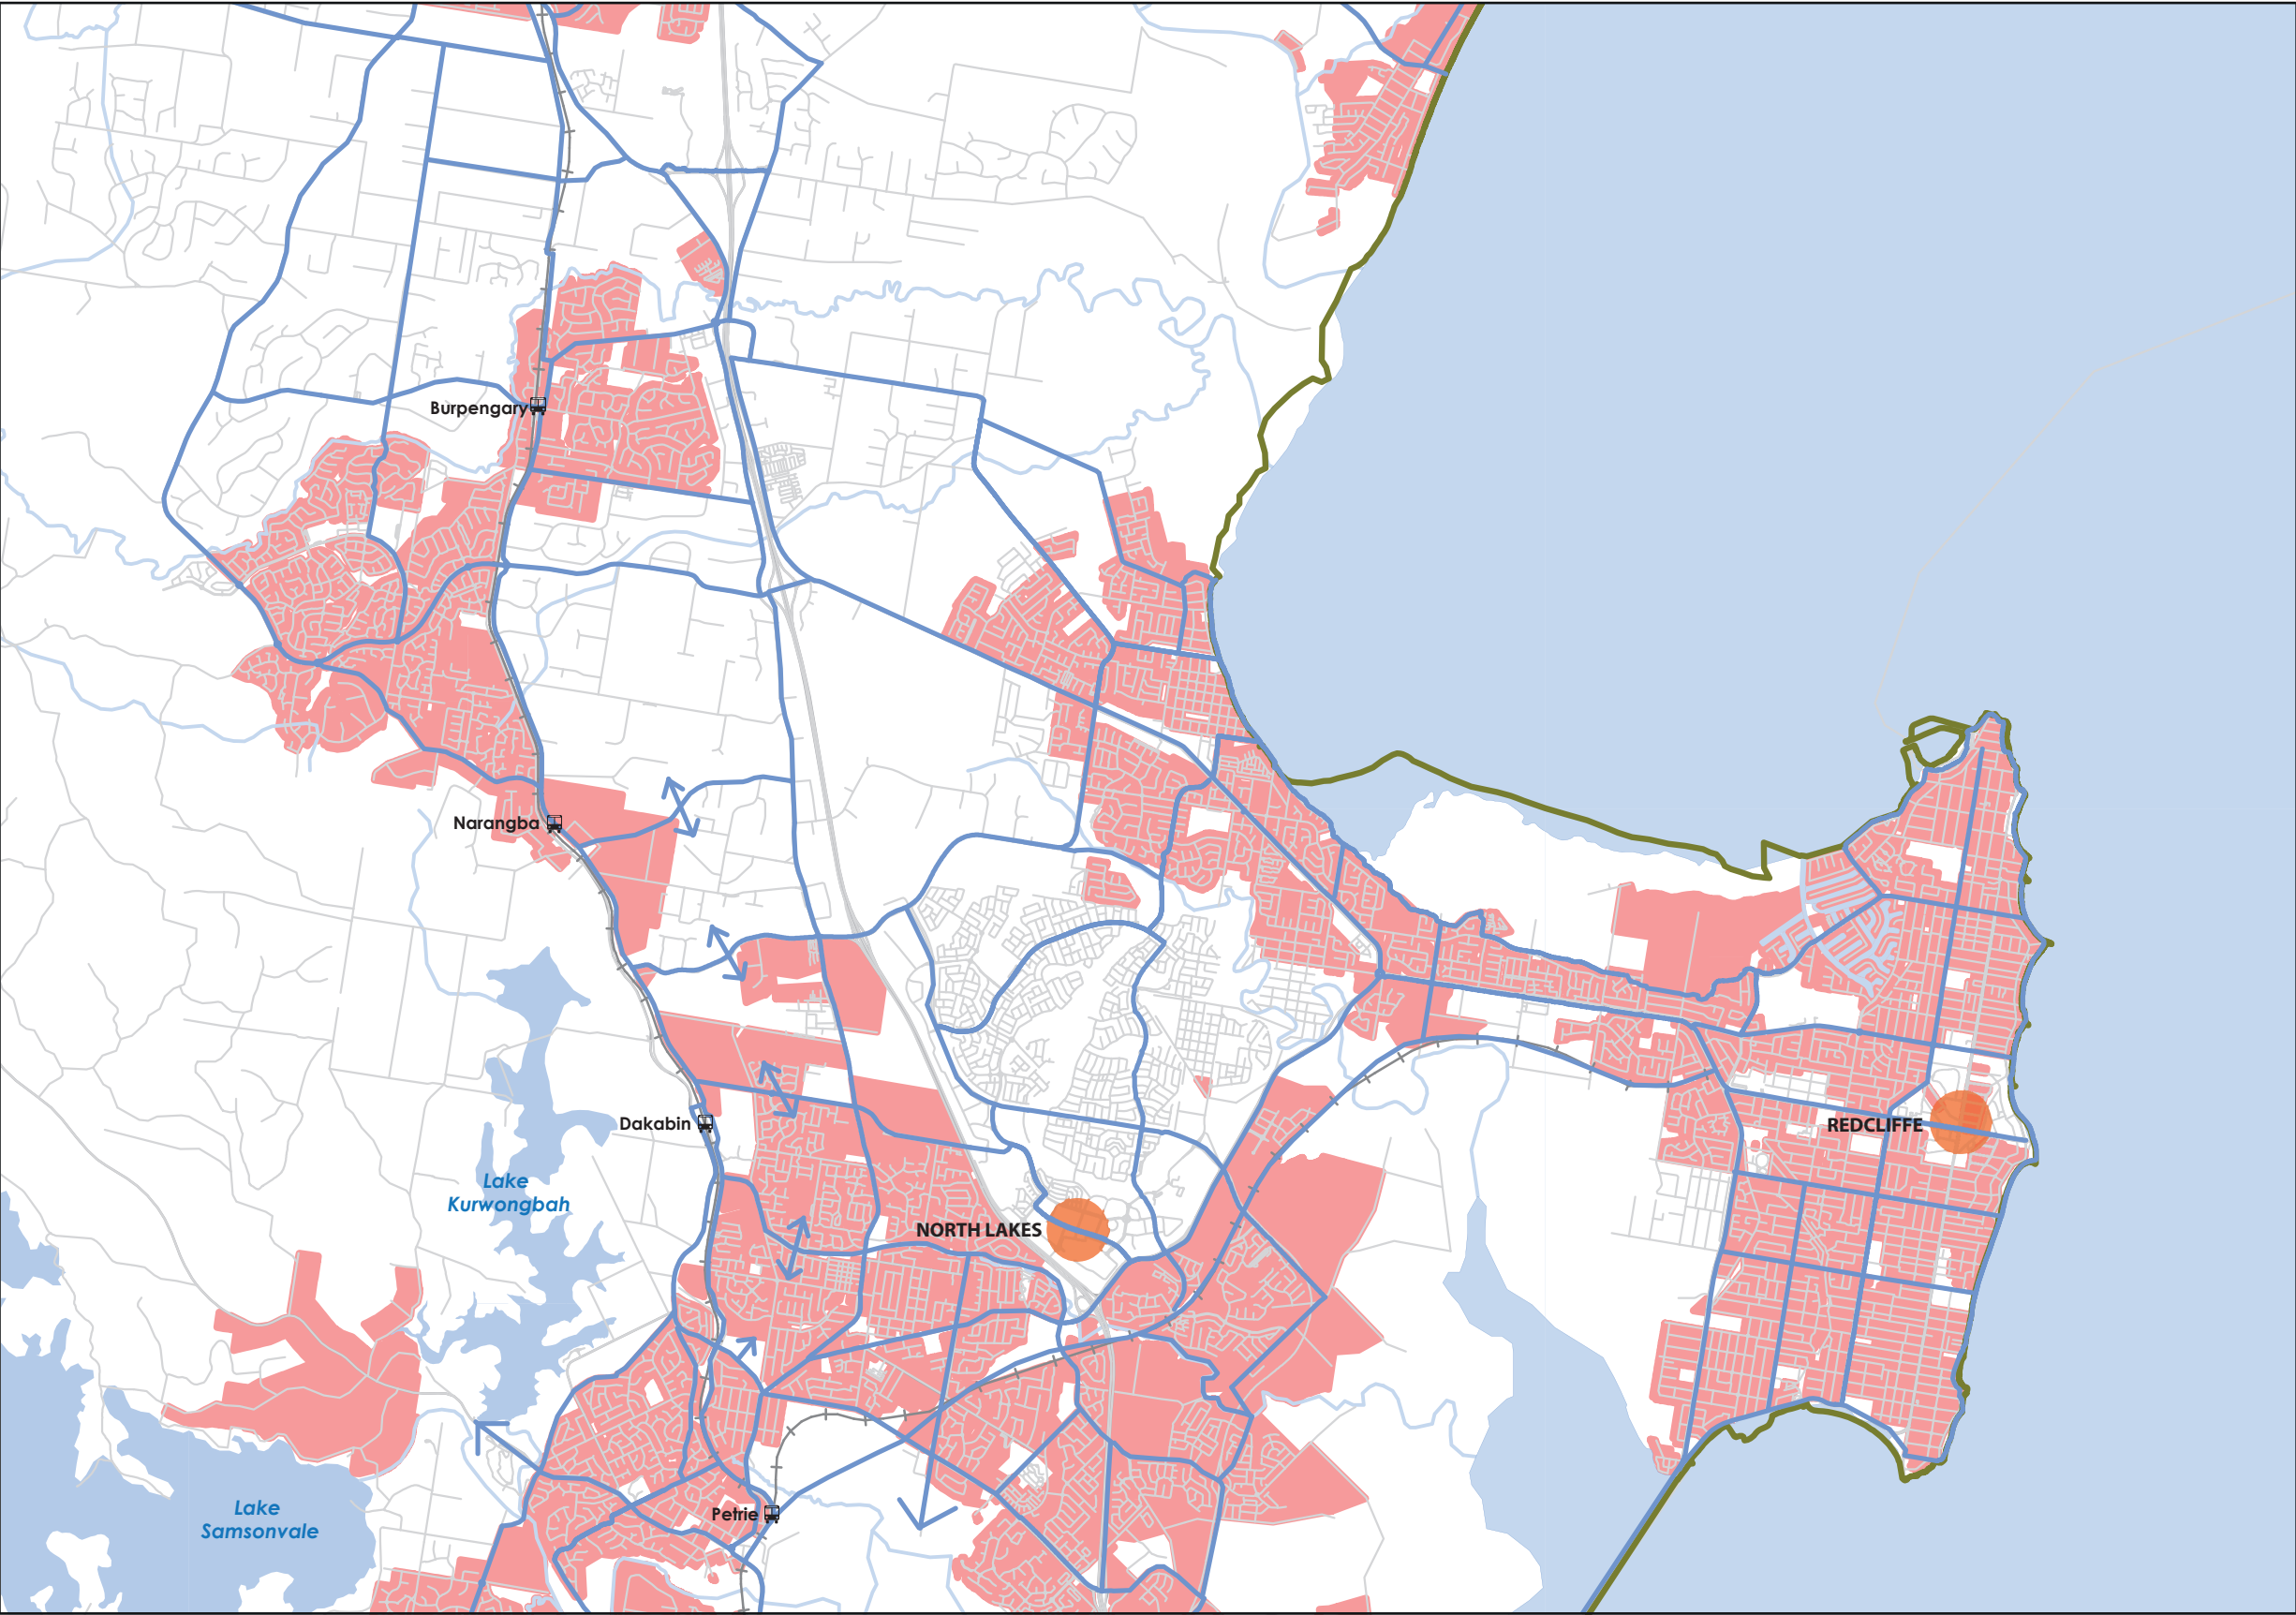 Burpengary
Narangba
Dakabin
REDCLIFFE
Lake
Kurwongbah
NORTH LAKES
Lake
Samsonvale
Petrie